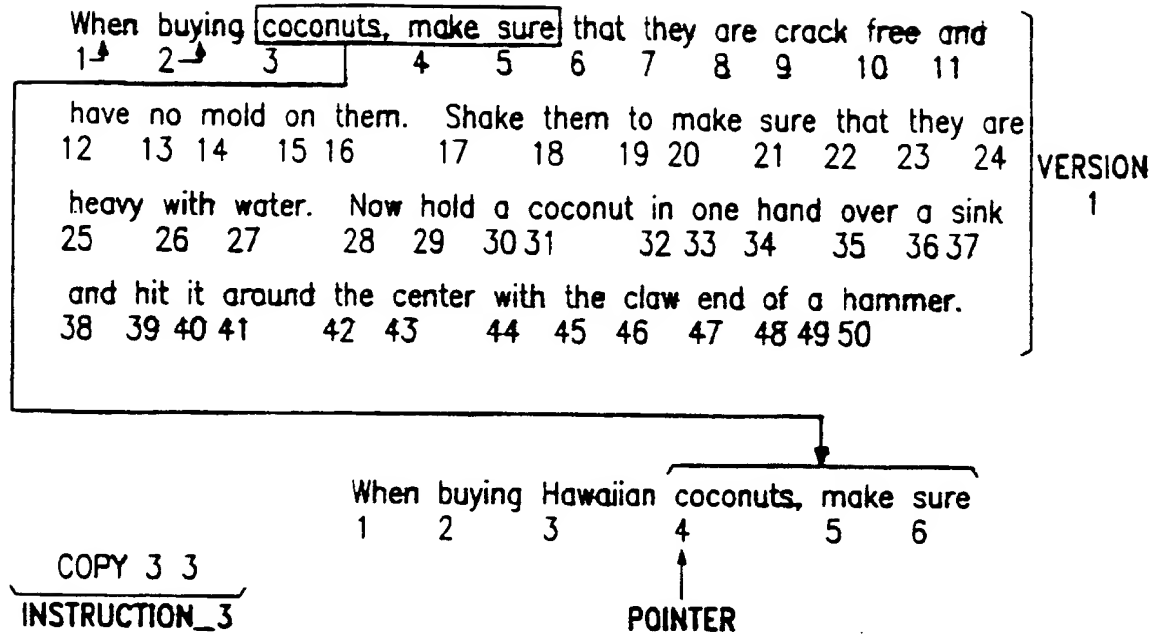 When buying coconuts, make sure that they are crack free and
1 2 3 4 5 6 7 8 9 10 11
have no mold on them. Shake them to make sure that they are
12 13 14 15 16 17 18 19 20 21 22 23 24
heavy with water. Now hold a coconut in one hand over a sink
25 26 27 28 29 30 31 32 33 34 35 36 37
and hit it around the center with the claw end of a hammer.
38 39 40 41 42 43 44 45 46 47 48 49 50
VERSION
1
When buying Hawaiian coconuts, make sure
1 2 3 4 5 6
COPY 3 3
INSTRUCTION_3
POINTER